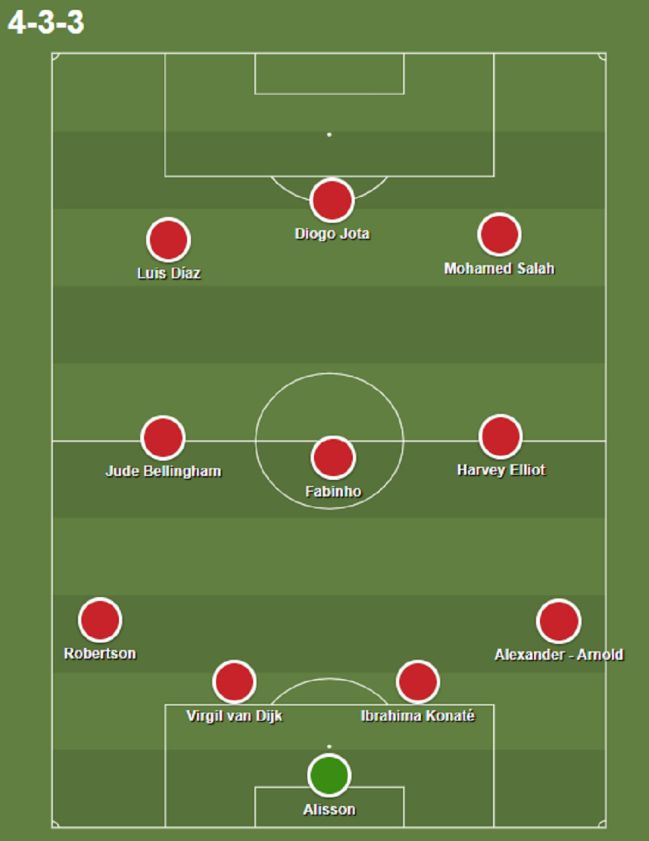 4-3-3
Diogo Jota
Luis Díaz
Mohamed Salah
Jude Bellingham
Fabinho
Harvey Elliot
Robertson
Alexander - Arnold
Virgil van Dijk
Ibrahima Konaté
Alisson